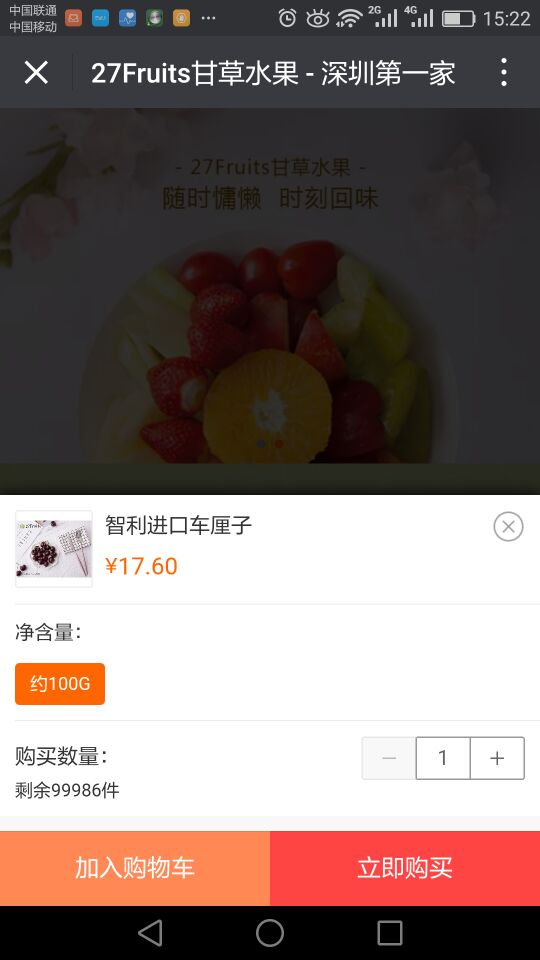 中国联通
中国移动
2G
4G
15:22
27Fruits甘草水果 - 深圳第一家
- 27Fruits甘草水果 -
随时慵懒 时刻回味
智利进口车厘子
¥17.60
净含量：
约100G
购买数量：
1
剩余99986件
加入购物车
立即购买